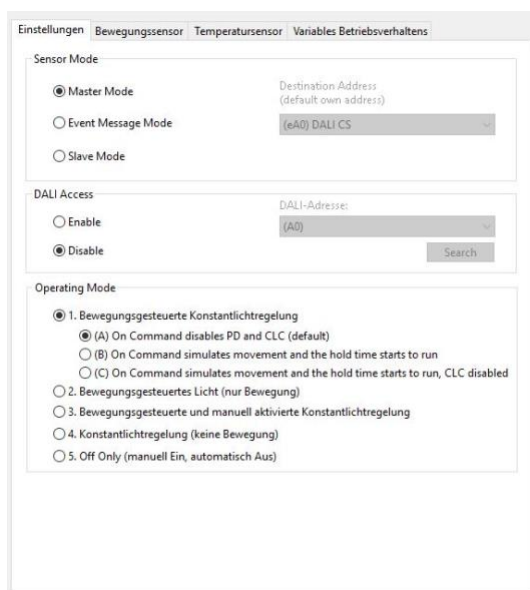 Einstellungen Bewegungssensor Temperatursensor Variables Betriebsverhaltens
Sensor Mode
Master Mode
Destination Address
(default own address)
Event Message Mode
(eA0) DALI CS
Slave Mode
DALI Access
DALI-Adresse:
Enable
(A0)
Disable
Search
Operating Mode
1. Bewegungsgesteuerte Konstantlichtregelung
(A) On Command disables PD and CLC (default)
(B) On Command simulates movement and the hold time starts to run
(C) On Command simulates movement and the hold time starts to run, CLC disabled
2. Bewegungsgesteuertes Licht (nur Bewegung)
3. Bewegungsgesteuerte und manuell aktivierte Konstantlichtregelung
4. Konstantlichtregelung (keine Bewegung)
5. Off Only (manuell Ein, automatisch Aus)